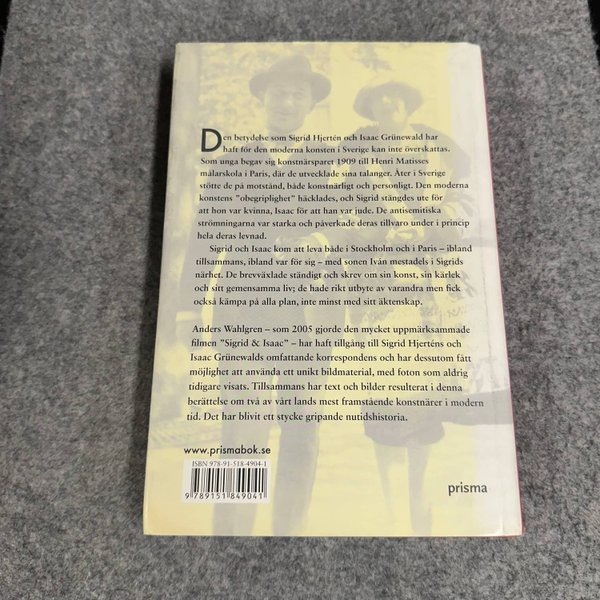 Den betydelse som Sigrid Hjertén och Isaac Grünewald har
haft för den moderna konsten i Sverige kan inte överskattas.
Som unga begav sig konstnärsparet 1909 till Henri Matisses
målarskola i Paris, där de utvecklade sina talanger. Åter i Sverige
stötte de på motstånd, både konstnärligt och personligt. Den moderna
konstens "obegriplighet" häcklades, och Sigrid stängdes ute för
att hon var kvinna, Isaac för att han var jude. De antisemitiska
strömningarna var starka och påverkade deras tillvaro under i princip
hela deras levnad.
Sigrid och Isaac kom att leva både i Stockholm och i Paris – ibland
tillsammans, ibland var för sig – med sonen Iván mestadels i Sigrids
närhet. De brevväxlade ständigt och skrev om sin konst, sin kärlek
och sitt gemensamma liv; de hade rikt utbyte av varandra men fick
också kämpa på alla plan, inte minst med sitt äktenskap.
Anders Wahlgren – som 2005 gjorde den mycket uppmärksammade
filmen "Sigrid & Isaac" – har haft tillgång till Sigrid Hjerténs och
Isaac Grünewalds omfattande korrespondens och har dessutom fått
möjlighet att använda ett unikt bildmaterial, med foton som aldrig
tidigare visats. Tillsammans har text och bilder resulterat i denna
berättelse om två av vårt lands mest framstående konstnärer i modern
tid. Det har blivit ett stycke gripande nutidshistoria.
www.prismabok.se
ISBN 978-91-518-4904-1
9 789151 849041
prisma